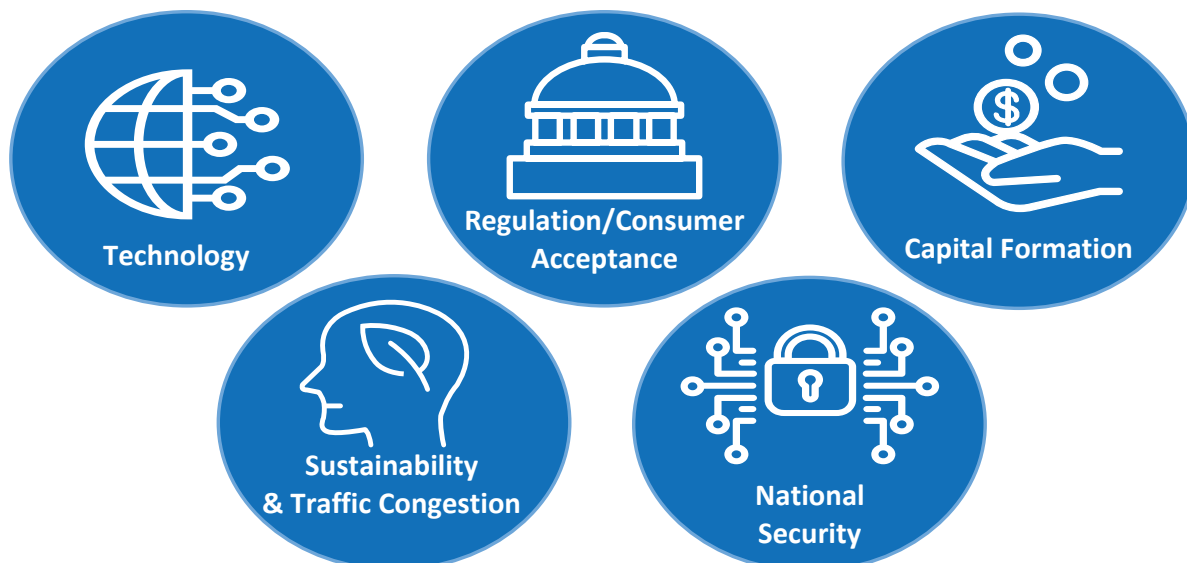 $
Technology
Regulation/Consumer
Acceptance
Capital Formation
Sustainability
& Traffic Congestion
National
Security